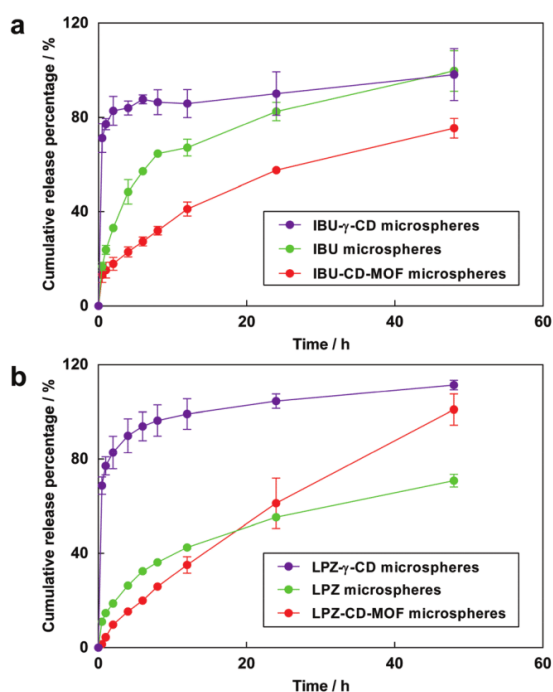 a
120
80
40
0
Cumulative release percentage / %
IBU-γ-CD microspheres
IBU microspheres
IBU-CD-MOF microspheres
0
20
40
60
Time / h
b
120
80
40
0
Cumulative release percentage / %
LPZ-γ-CD microspheres
LPZ microspheres
LPZ-CD-MOF microspheres
0
20
40
60
Time / h